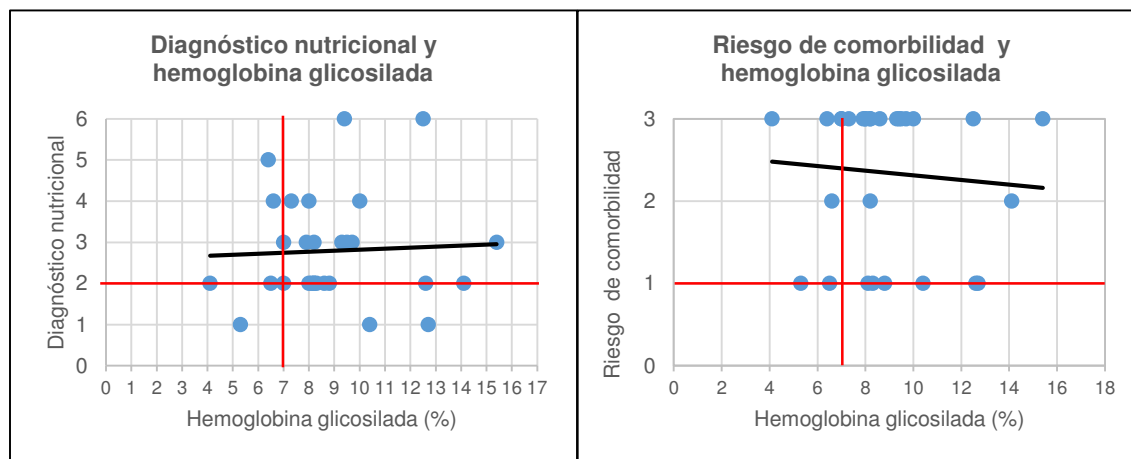 Diagnóstico nutricional y
hemoglobina glicosilada
Diagnóstico nutricional
6
5
4
3
2
1
0
0 1 2 3 4 5 6 7 8 9 10 11 12 13 14 15 16 17
Hemoglobina glicosilada (%)
Riesgo de comorbilidad y
hemoglobina glicosilada
Riesgo de comorbilidad
3
2
1
0
0 2 4 6 8 10 12 14 16 18
Hemoglobina glicosilada (%)